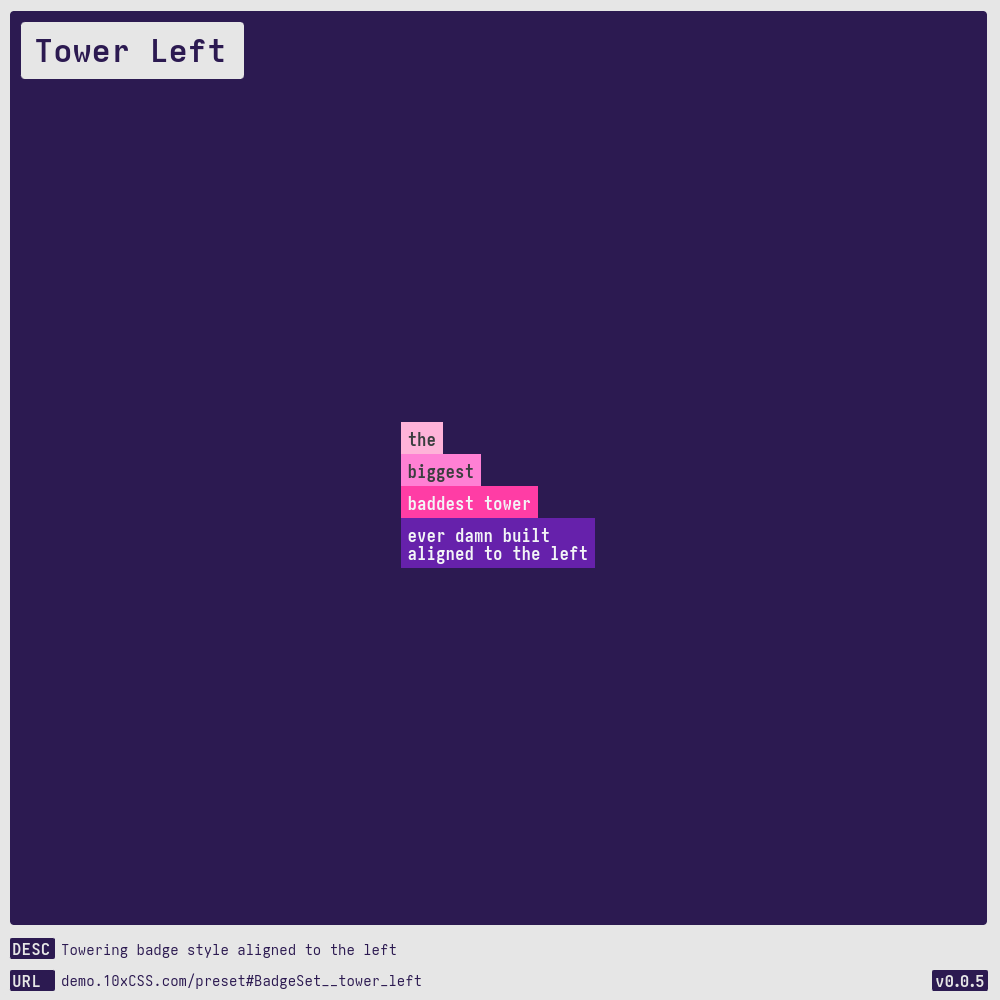 Tower Left
the
biggest
baddest tower
ever damn built
aligned to the left
DESC Towering badge style aligned to the left
URL demo.10xCSS.com/preset#BadgeSet__tower_left
v0.0.5